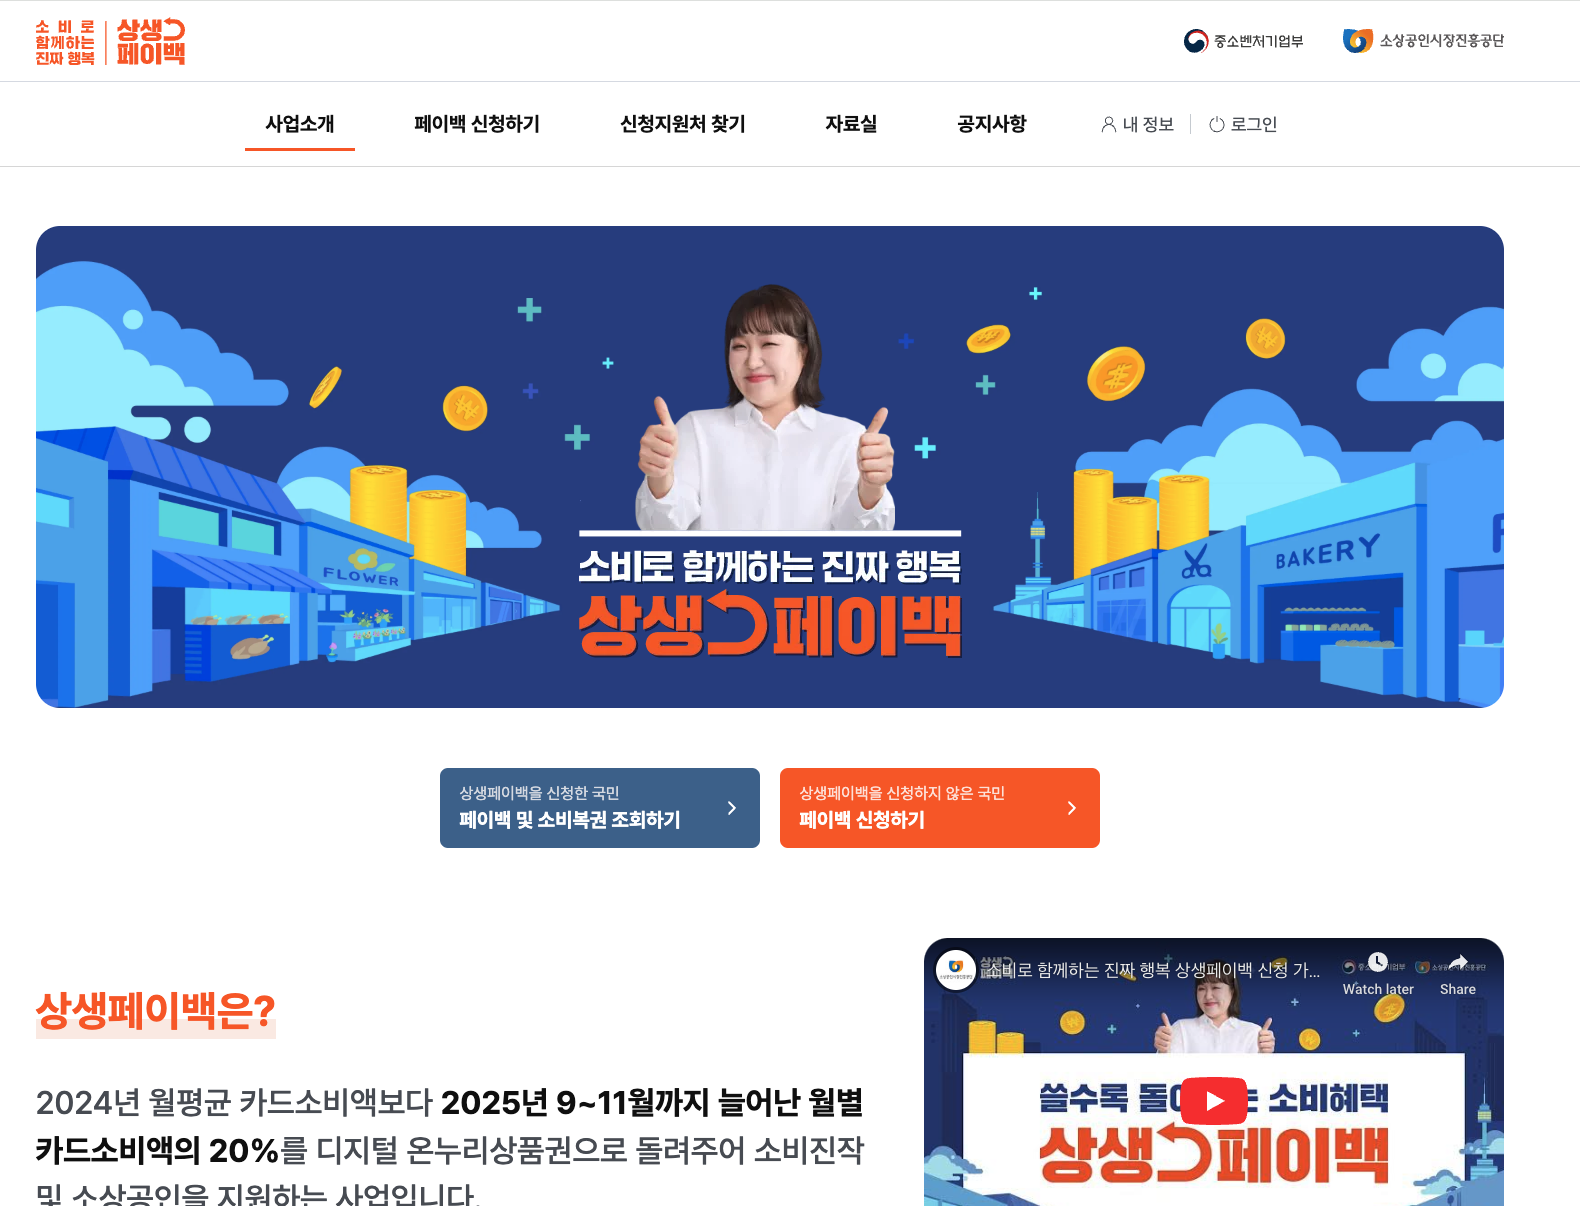 소비로
함께하는
진짜 행복
상생
페이백
중소벤처기업부
소상공인시장진흥공단
사업소개
페이백 신청하기
신청지원처 찾기
자료실
공지사항
내 정보
로그인
FLOWER
BAKERY
소비로 함께하는 진짜 행복
상생페이백
상생페이백을 신청한 국민
페이백 및 소비복권 조회하기
상생페이백을 신청하지 않은 국민
페이백 신청하기
소비로 함께하는 진짜 행복 상생페이백 신청 가...
Watch later
Share
상생페이백은?
2024년 월평균 카드소비액보다 2025년 9~11월까지 늘어난 월별
카드소비액의 20%를 디지털 온누리상품권으로 돌려주어 소비진작
및 소상공인을 지원하는 사업입니다.
쓸수록 소비혜택
상생페이백